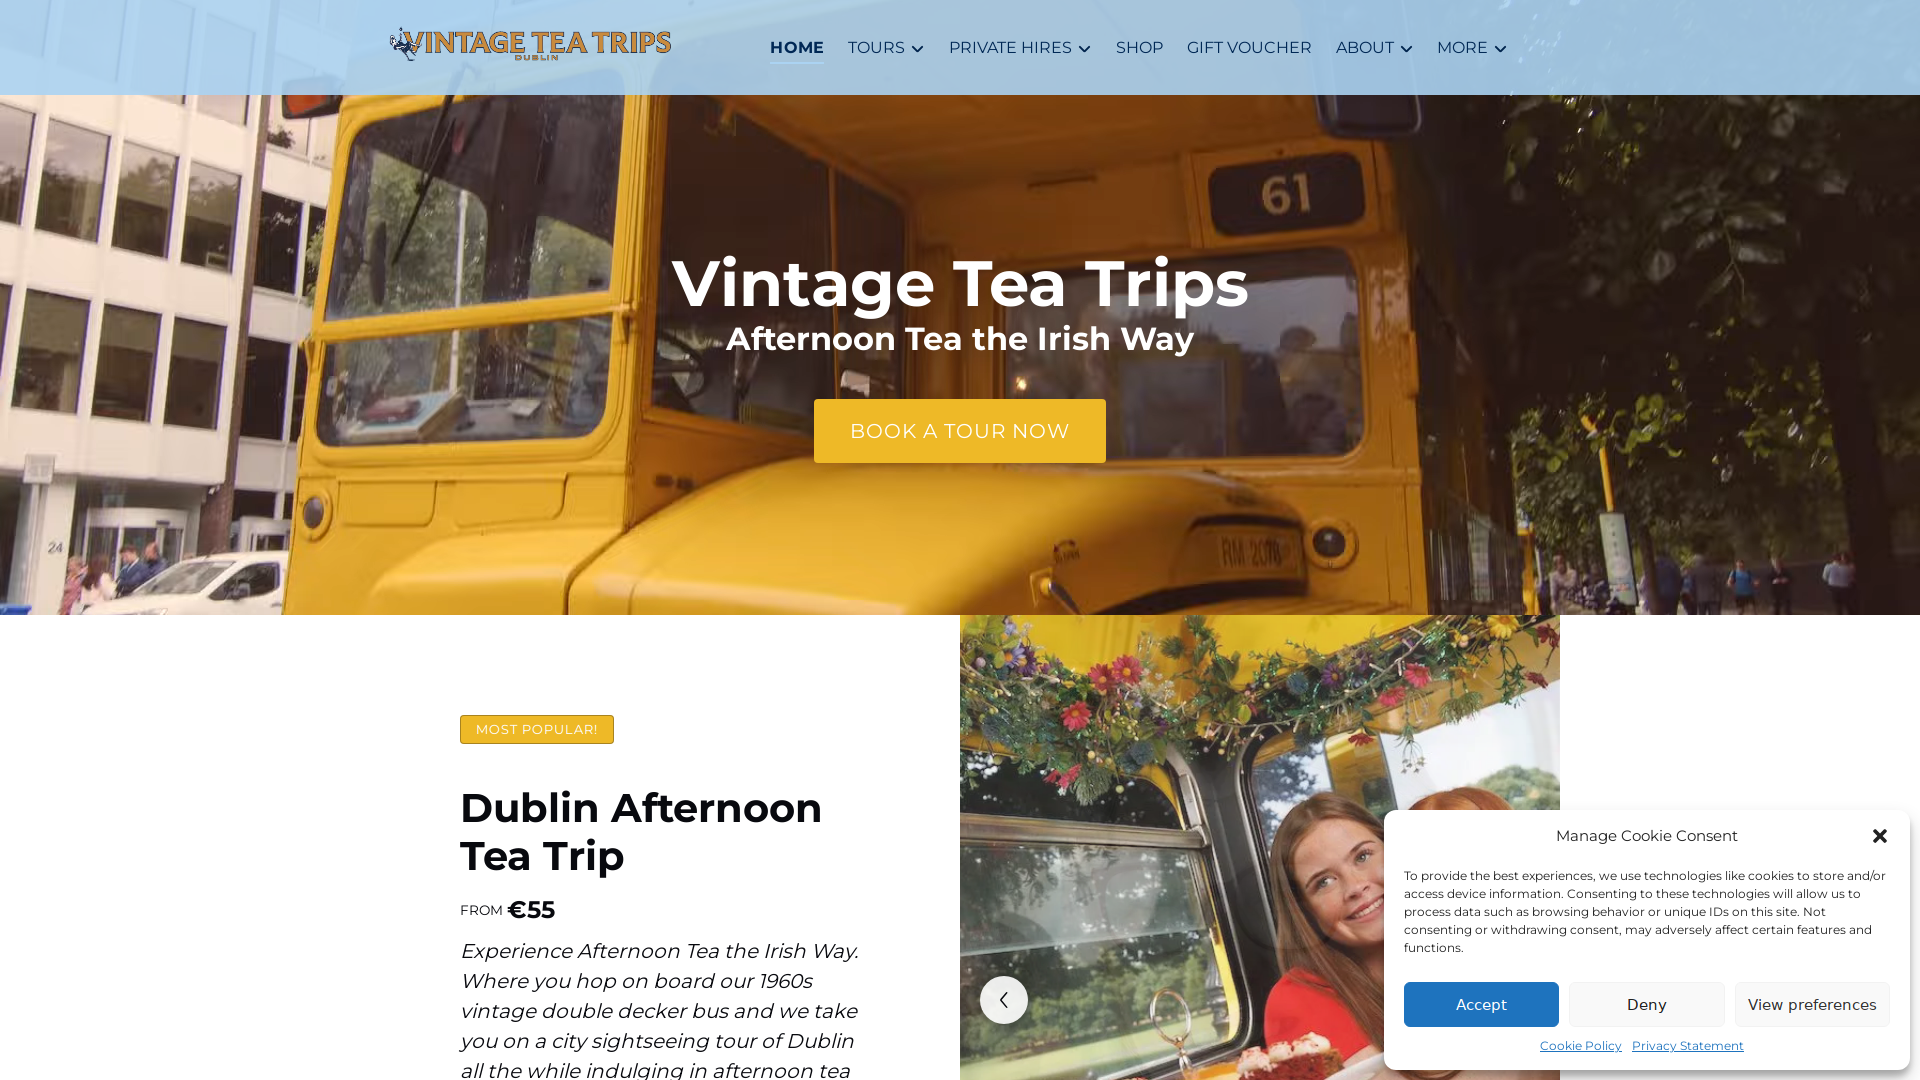 VINTAGE TEA TRIPS
DUBLIN
HOME TOURS PRIVATE HIRES SHOP GIFT VOUCHER ABOUT MORE
61
Vintage Tea Trips
Afternoon Tea the Irish Way
BOOK A TOUR NOW
24
MOST POPULAR!
Dublin Afternoon
Tea Trip
FROM €55
Experience Afternoon Tea the Irish Way.
Where you hop on board our 1960s
vintage double decker bus and we take
you on a city sightseeing tour of Dublin
all the while indulging in afternoon tea
Manage Cookie Consent
To provide the best experiences, we use technologies like cookies to store and/or
access device information. Consenting to these technologies will allow us to
process data such as browsing behavior or unique IDs on this site. Not
consenting or withdrawing consent, may adversely affect certain features and
functions.
Accept Deny View preferences
Cookie Policy Privacy Statement